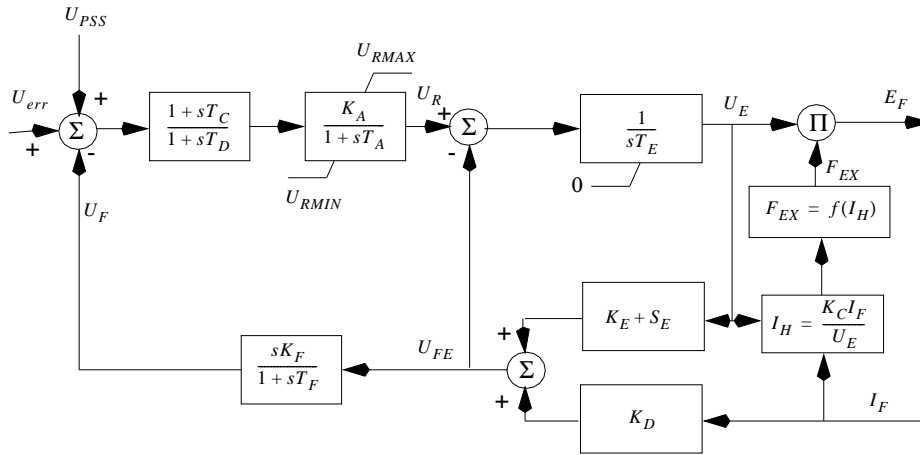 U_PSS
U_err
+
+
Σ
-
1 + sT_C
1 + sT_D
U_RMAX
K_A
1 + sT_A
U_RMIN
U_R
+
Σ
-
1
sT_E
0
U_E
Π
E_F
F_EX
F_EX = f(I_H)
U_F
K_E + S_E
I_H = K_C I_F
U_E
sK_F
1 + sT_F
U_FE
+
Σ
+
K_D
I_F